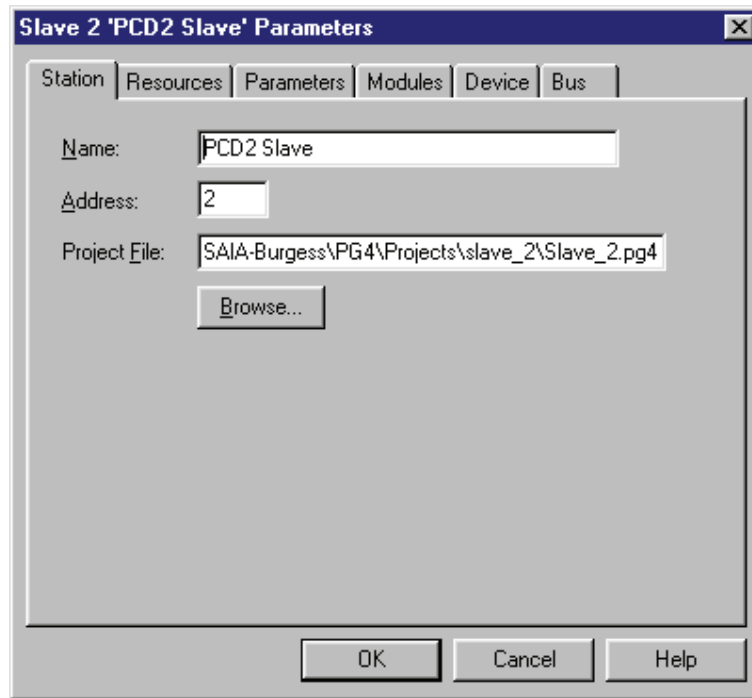 Slave 2 'PCD2 Slave' Parameters
Station Resources Parameters Modules Device Bus
Name: PCD2 Slave
Address: 2
Project File: SAIA-Burgess\PG4\Projects\slave_2\Slave_2.pg4
Browse...
OK Cancel Help